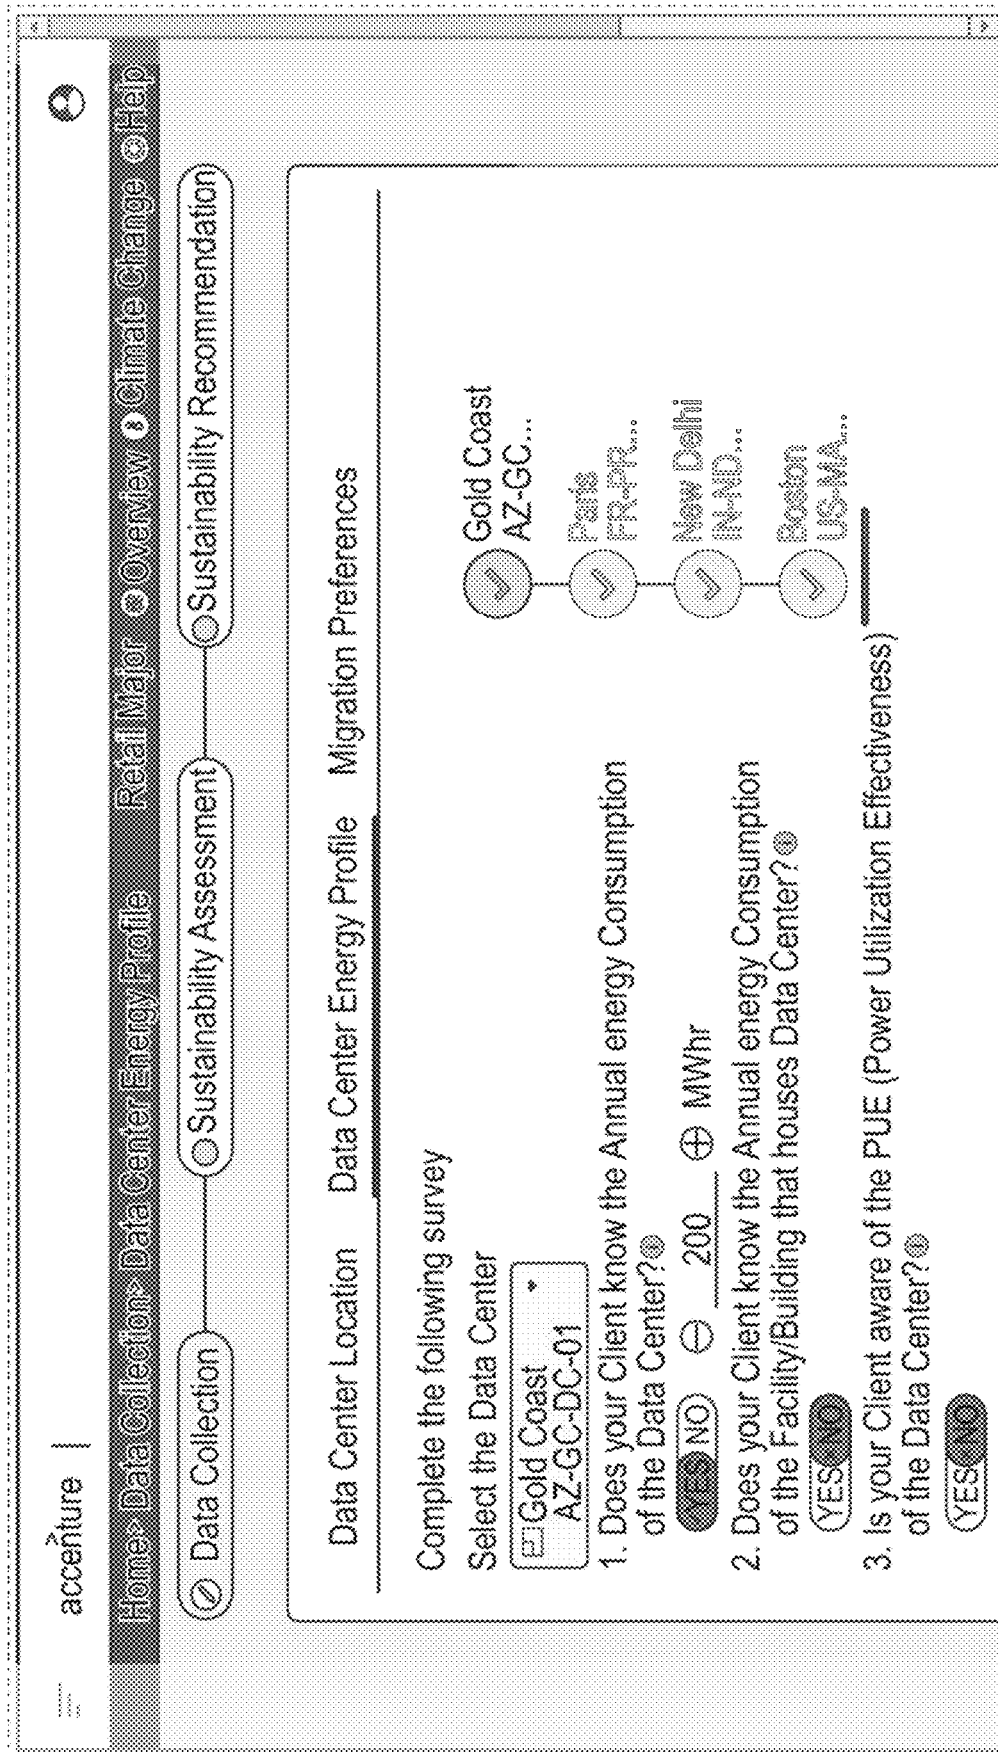 accenture
Home> Data Collection> Data Center Energy Profile Retail Major Overview Climate Change Help
Data Collection Sustainability Assessment Sustainability Recommendation
Data Center Location Data Center Energy Profile Migration Preferences
Complete the following survey
Select the Data Center
Gold Coast
AZ-GC-DC-01
Gold Coast
AZ-GC...
Paris
FR-PR...
New Delhi
IN-ND...
Boston
US-MA...
1. Does your Client know the Annual energy Consumption
of the Data Center?
YES NO 200 MWhr
2. Does your Client know the Annual energy Consumption
of the Facility/Building that houses Data Center?
YES NO
3. Is your Client aware of the PUE (Power Utilization Effectiveness)
of the Data Center?
YES NO